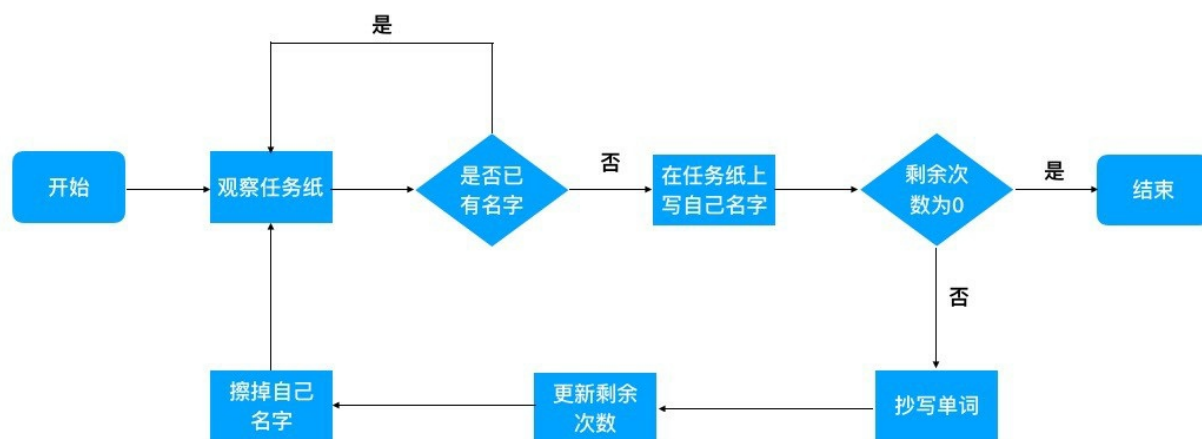 是
开始
观察任务纸
是否已
有名字
否
在任务纸上
写自己名字
剩余次
数为0
是
结束
否
抄写单词
更新剩余
次数
擦掉自己
名字